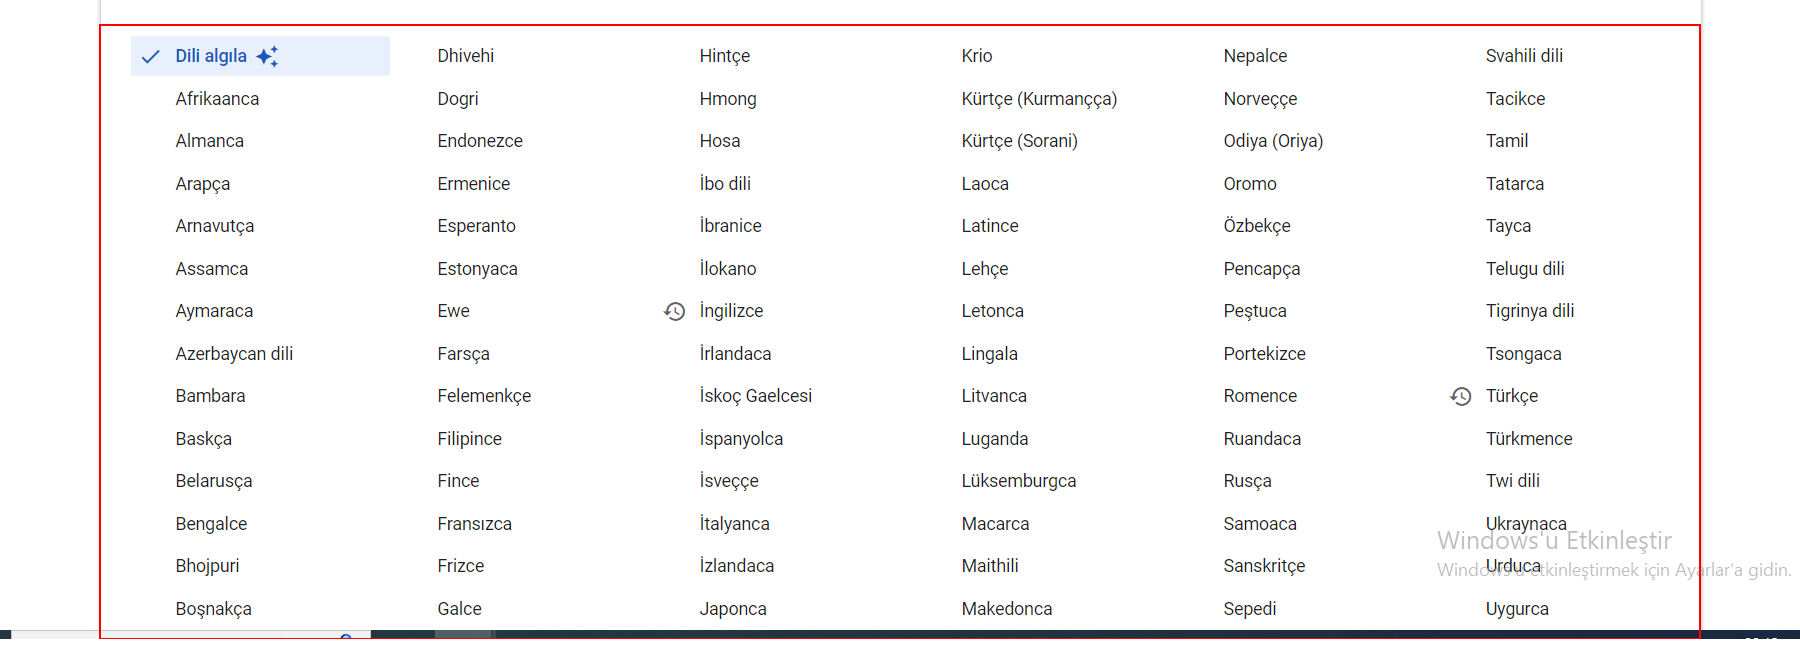 Dili algıla
Afrikaanca
Almanca
Arapça
Arnavutça
Assamca
Aymaraca
Azerbaycan dili
Bambara
Baskça
Belarusça
Bengalce
Bhojpuri
Boşnakça
Dhivehi
Dogri
Endonezce
Ermenice
Esperanto
Estonyaca
Ewe
Farsça
Felemenkçe
Filipince
Fince
Fransızca
Frizce
Galce
Hintçe
Hmong
Hosa
İbo dili
İbranice
İlokano
İngilizce
İrlandaca
İskoç Gaelcesi
İspanyolca
İsveççe
İtalyanca
İzlandaca
Japonca
Krio
Kürtçe (Kurmançça)
Kürtçe (Sorani)
Laoca
Latince
Lehçe
Letonca
Lingala
Litvanca
Luganda
Lüksemburgca
Macarca
Maithili
Makedonca
Nepalce
Norveççe
Odiya (Oriya)
Oromo
Özbekçe
Pencapça
Peştuca
Portekizce
Romence
Ruandaca
Rusça
Samoaca
Sanskritçe
Sepedi
Svahili dili
Tacikce
Tamil
Tatarca
Tayca
Telugu dili
Tigrinya dili
Tsongaca
Türkçe
Türkmence
Twi dili
Ukraynaca
Urduca
Uygurca
Windows'u Etkinleştir
Windows'u etkinleştirmek için Ayarlar'a gidin.